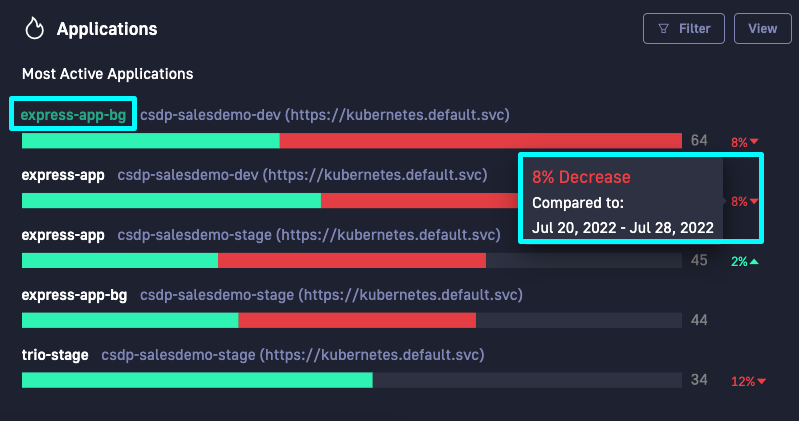 Applications
Filter
View
Most Active Applications
express-app-bg csdp-salesdemo-dev (https://kubernetes.default.svc)
64 8%
express-app csdp-salesdemo-dev (https://kubernetes.default.svc)
8%
8% Decrease
Compared to:
Jul 20, 2022 - Jul 28, 2022
express-app csdp-salesdemo-stage (https://kubernetes.default.svc)
45 2%
express-app-bg csdp-salesdemo-stage (https://kubernetes.default.svc)
44
trio-stage csdp-salesdemo-stage (https://kubernetes.default.svc)
34 12%